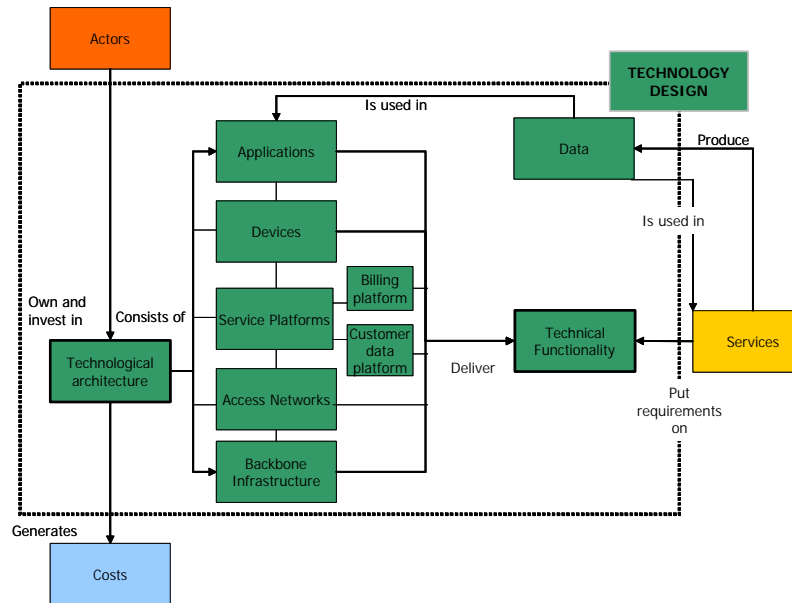 Actors
TECHNOLOGY
DESIGN
Is used in
Applications
Data
Produce
Devices
Is used in
Billing
platform
Own and
invest in
Consists of
Service Platforms
Customer
data
platform
Technical
Functionality
Services
Technological
architecture
Deliver
Access Networks
Put
requirements
on
Backbone
Infrastructure
Generates
Costs